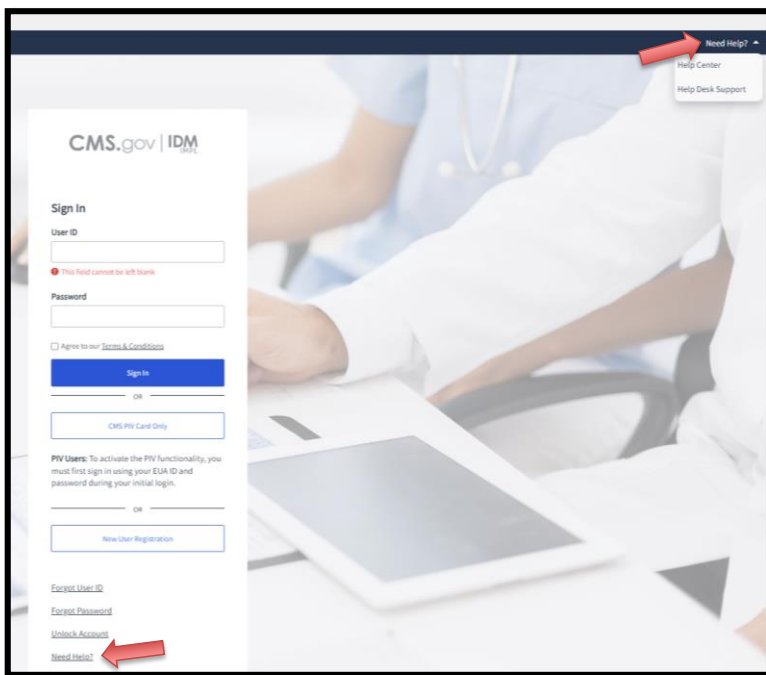 Need Help?
Help Center
Help Desk Support
CMS.gov | IDM
IMPL
Sign In
User ID
This field cannot be left blank
Password
Agree to our Terms & Conditions
Sign In
OR
CMS PIV Card Only
PIV Users: To activate the PIV functionality, you
must first sign in using your EUA ID and
password during your initial login.
OR
New User Registration
Forgot User ID
Forgot Password
Unlock Account
Need Help?